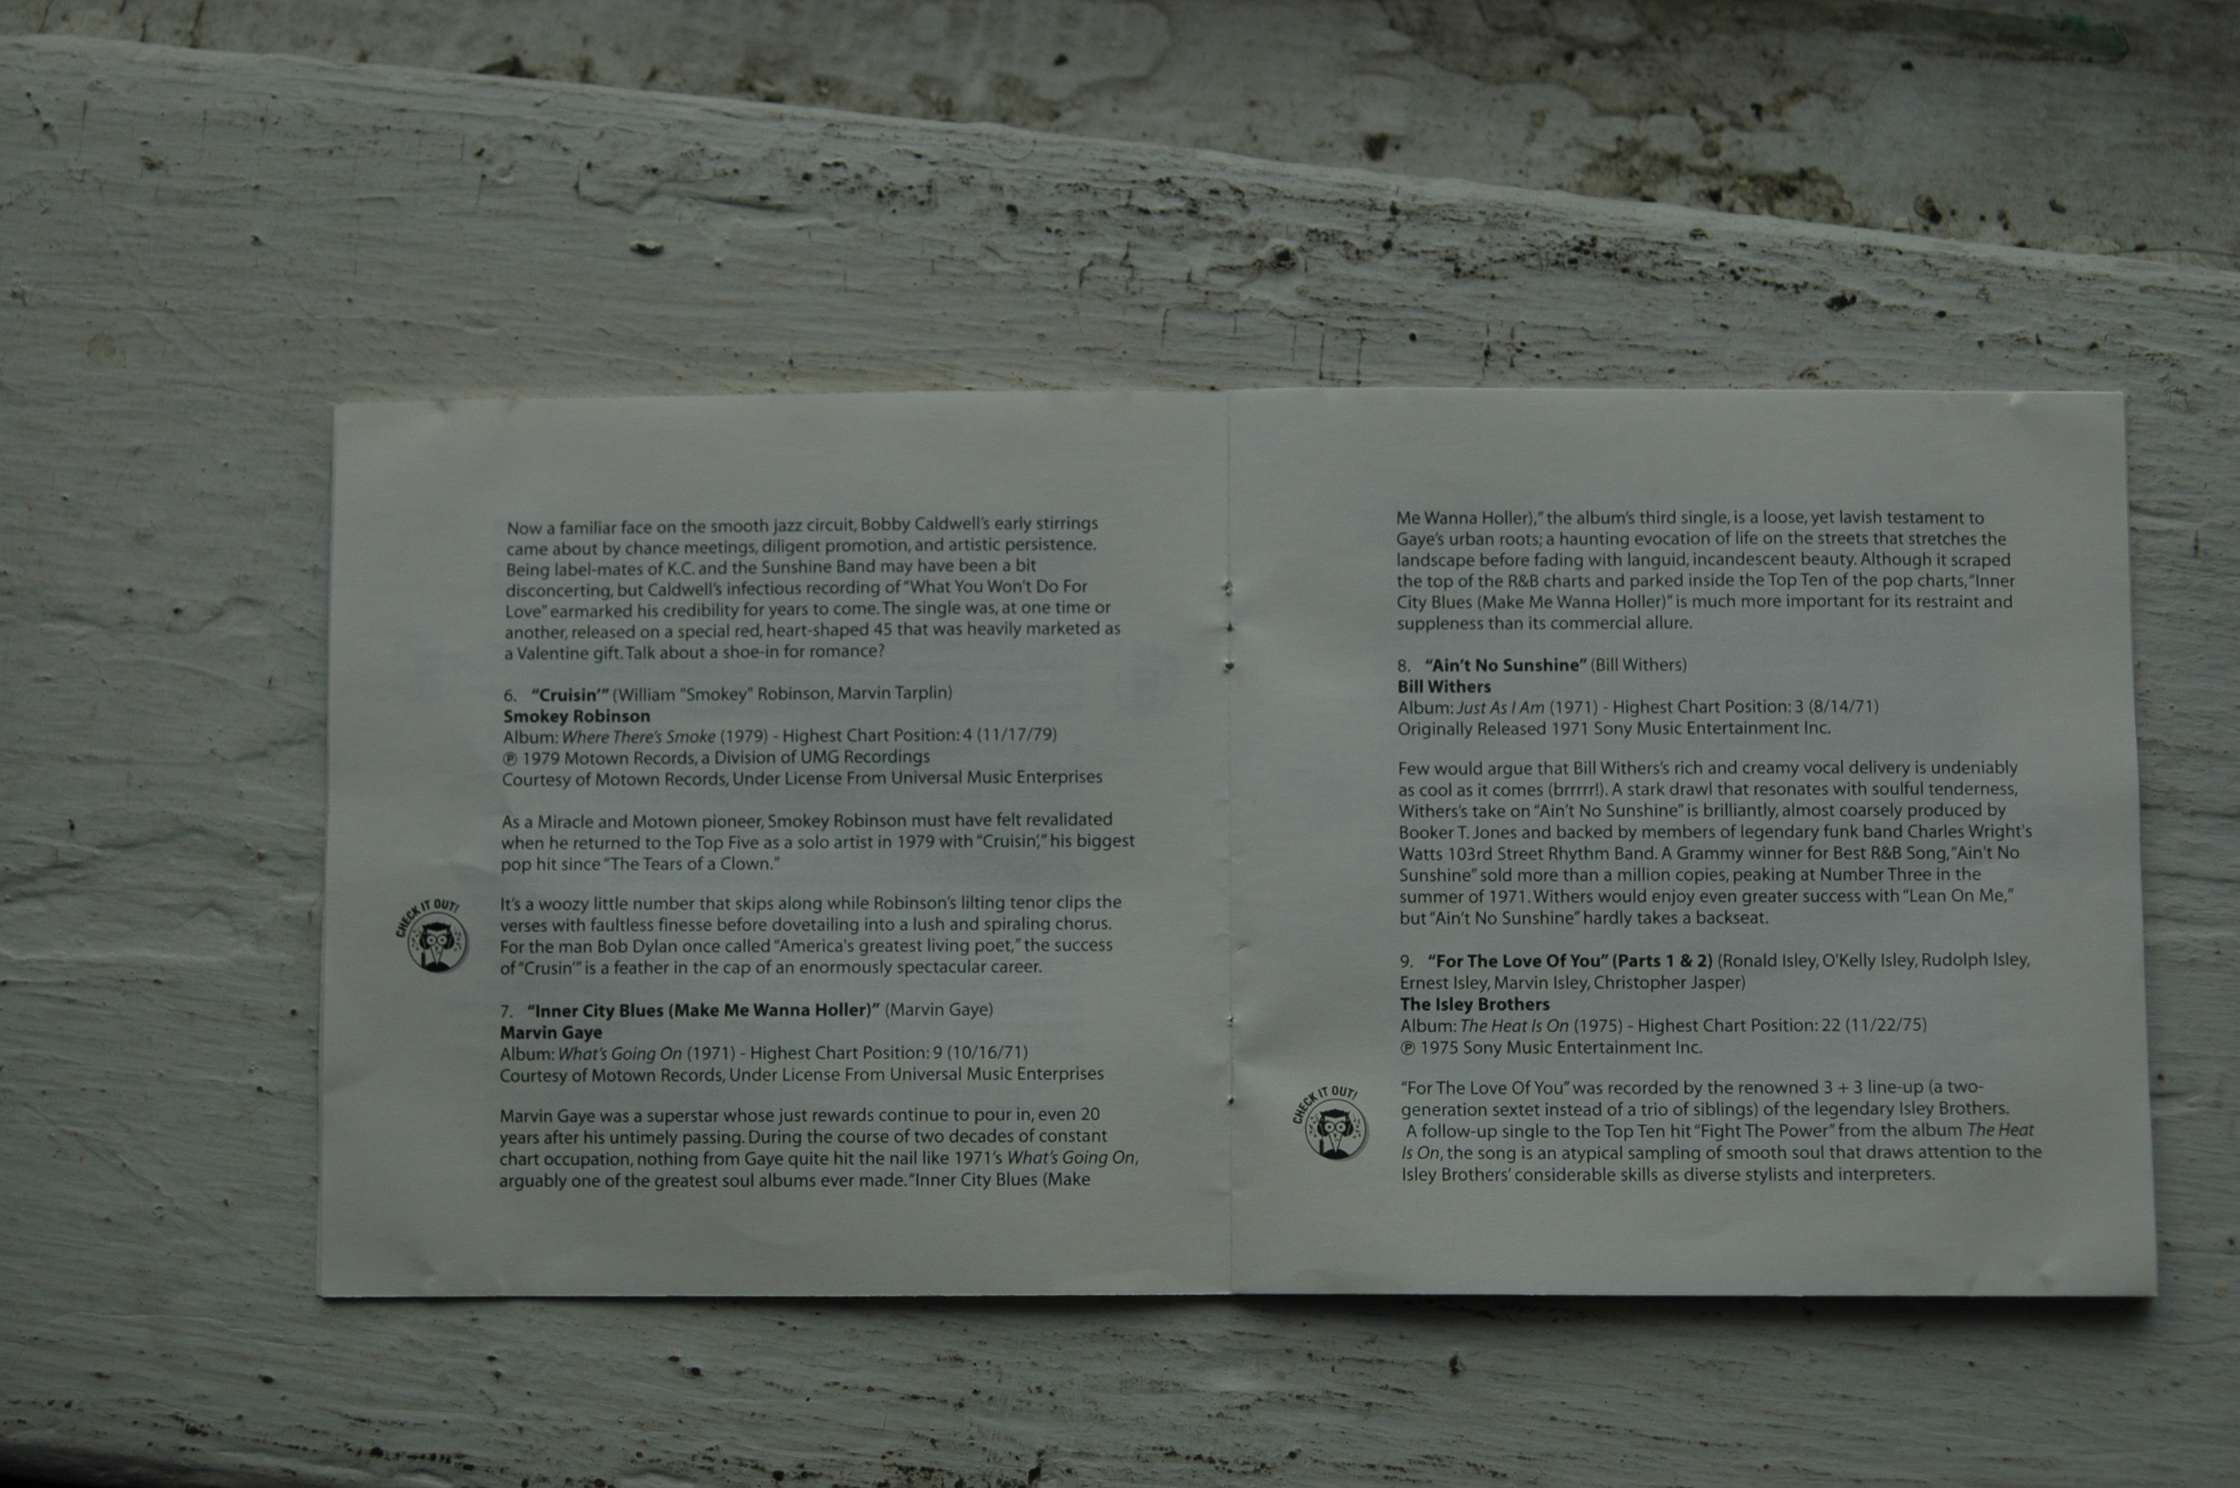 Now a familiar face on the smooth jazz circuit, Bobby Caldwell's early stirrings
came about by chance meetings, diligent promotion, and artistic persistence.
Being label-mates of K.C. and the Sunshine Band may have been a bit
disconcerting, but Caldwell's infectious recording of "What You Won't Do For
Love" earmarked his credibility for years to come. The single was, at one time or
another, released on a special red, heart-shaped 45 that was heavily marketed as
a Valentine gift. Talk about a shoe-in for romance?
6. "Cruisin'" (William "Smokey" Robinson, Marvin Tarplin)
Smokey Robinson
Album: Where There's Smoke (1979) - Highest Chart Position: 4 (11/17/79)
℗ 1979 Motown Records, a Division of UMG Recordings
Courtesy of Motown Records, Under License From Universal Music Enterprises
As a Miracle and Motown pioneer, Smokey Robinson must have felt revalidated
when he returned to the Top Five as a solo artist in 1979 with "Cruisin'," his biggest
pop hit since "The Tears of a Clown."
CHECK IT OUT!
It's a woozy little number that skips along while Robinson's lilting tenor clips the
verses with faultless finesse before dovetailing into a lush and spiraling chorus.
For the man Bob Dylan once called "America's greatest living poet," the success
of "Crusin'" is a feather in the cap of an enormously spectacular career.
7. "Inner City Blues (Make Me Wanna Holler)" (Marvin Gaye)
Marvin Gaye
Album: What's Going On (1971) - Highest Chart Position: 9 (10/16/71)
Courtesy of Motown Records, Under License From Universal Music Enterprises
Marvin Gaye was a superstar whose just rewards continue to pour in, even 20
years after his untimely passing. During the course of two decades of constant
chart occupation, nothing from Gaye quite hit the nail like 1971's What's Going On,
arguably one of the greatest soul albums ever made. "Inner City Blues (Make
Me Wanna Holler)," the album's third single, is a loose, yet lavish testament to
Gaye's urban roots; a haunting evocation of life on the streets that stretches the
landscape before fading with languid, incandescent beauty. Although it scraped
the top of the R&B charts and parked inside the Top Ten of the pop charts, "Inner
City Blues (Make Me Wanna Holler)" is much more important for its restraint and
suppleness than its commercial allure.
8. "Ain't No Sunshine" (Bill Withers)
Bill Withers
Album: Just As I Am (1971) - Highest Chart Position: 3 (8/14/71)
Originally Released 1971 Sony Music Entertainment Inc.
Few would argue that Bill Withers's rich and creamy vocal delivery is undeniably
as cool as it comes (brrrrr!). A stark drawl that resonates with soulful tenderness,
Withers's take on "Ain't No Sunshine" is brilliantly, almost coarsely produced by
Booker T. Jones and backed by members of legendary funk band Charles Wright's
Watts 103rd Street Rhythm Band. A Grammy winner for Best R&B Song, "Ain't No
Sunshine" sold more than a million copies, peaking at Number Three in the
summer of 1971. Withers would enjoy even greater success with "Lean On Me,"
but "Ain't No Sunshine" hardly takes a backseat.
9. "For The Love Of You" (Parts 1 & 2) (Ronald Isley, O'Kelly Isley, Rudolph Isley,
Ernest Isley, Marvin Isley, Christopher Jasper)
The Isley Brothers
Album: The Heat Is On (1975) - Highest Chart Position: 22 (11/22/75)
℗ 1975 Sony Music Entertainment Inc.
CHECK IT OUT!
"For The Love Of You" was recorded by the renowned 3 + 3 line-up (a two-
generation sextet instead of a trio of siblings) of the legendary Isley Brothers.
A follow-up single to the Top Ten hit "Fight The Power" from the album The Heat
Is On, the song is an atypical sampling of smooth soul that draws attention to the
Isley Brothers' considerable skills as diverse stylists and interpreters.